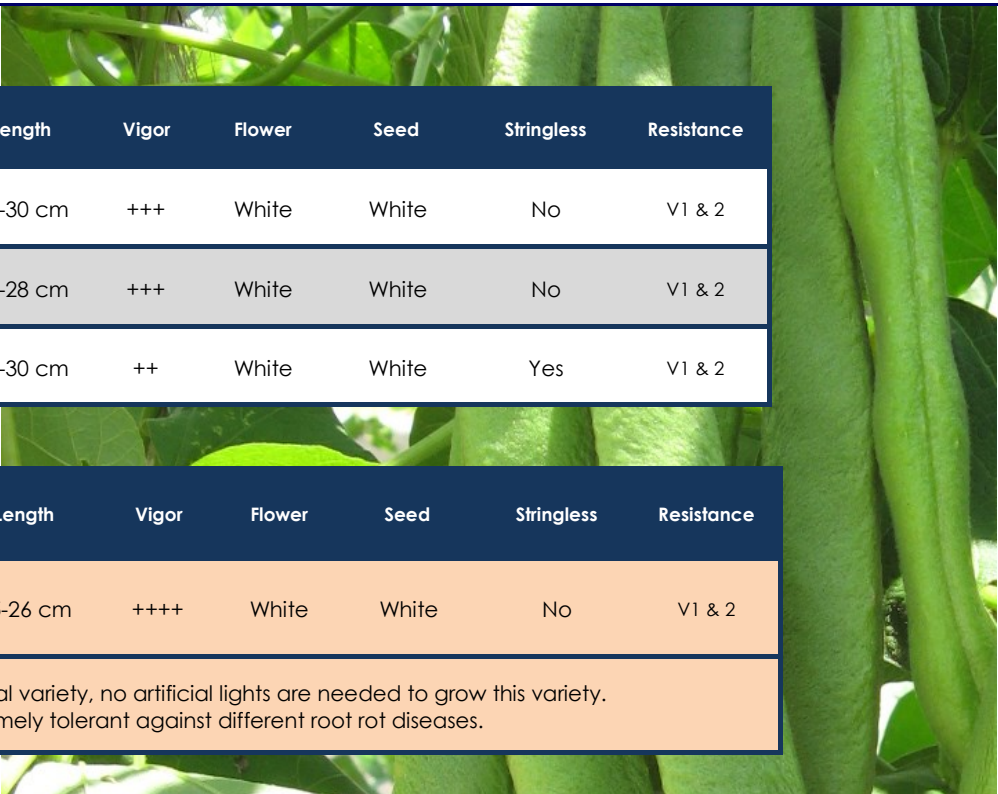 ength Vigor Flower Seed Stringless Resistance
-30 cm +++ White White No V1 & 2
-28 cm +++ White White No V1 & 2
-30 cm ++ White White Yes V1 & 2
Length Vigor Flower Seed Stringless Resistance
-26 cm ++++ White White No V1 & 2
al variety, no artificial lights are needed to grow this variety.
mely tolerant against different root rot diseases.